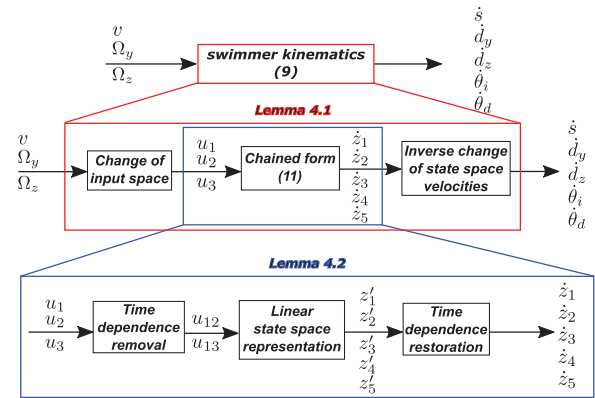 v
Ω_y
Ω_z
swimmer kinematics
(9)
ṡ
ḋ_y
ḋ_z
θ̇_i
θ̇_d
Lemma 4.1
v
Ω_y
Ω_z
Change of
input space
u_1
u_2
u_3
Chained form
(11)
ż_1
ż_2
ż_3
ż_4
ż_5
Inverse change
of state space
velocities
ṡ
ḋ_y
ḋ_z
θ̇_i
θ̇_d
Lemma 4.2
u_1
u_2
u_3
Time
dependence
removal
u_12
u_13
Linear
state space
representation
z′_1
z′_2
z′_3
z′_4
z′_5
Time
dependence
restoration
ż_1
ż_2
ż_3
ż_4
ż_5